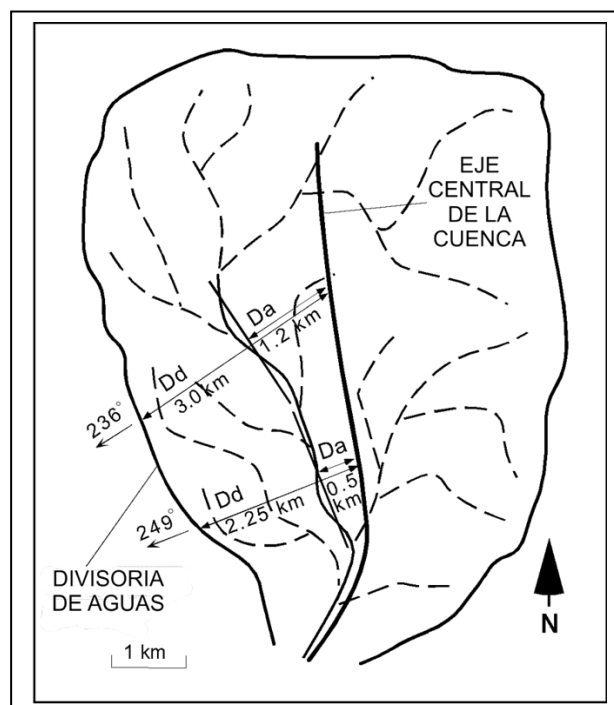 EJE
CENTRAL
DE LA
CUENCA
Da
1.2 km
Dd
3.0 km
236°
Da
0.5
km
Dd
2.25 km
249°
DIVISORIA
DE AGUAS
1 km
N